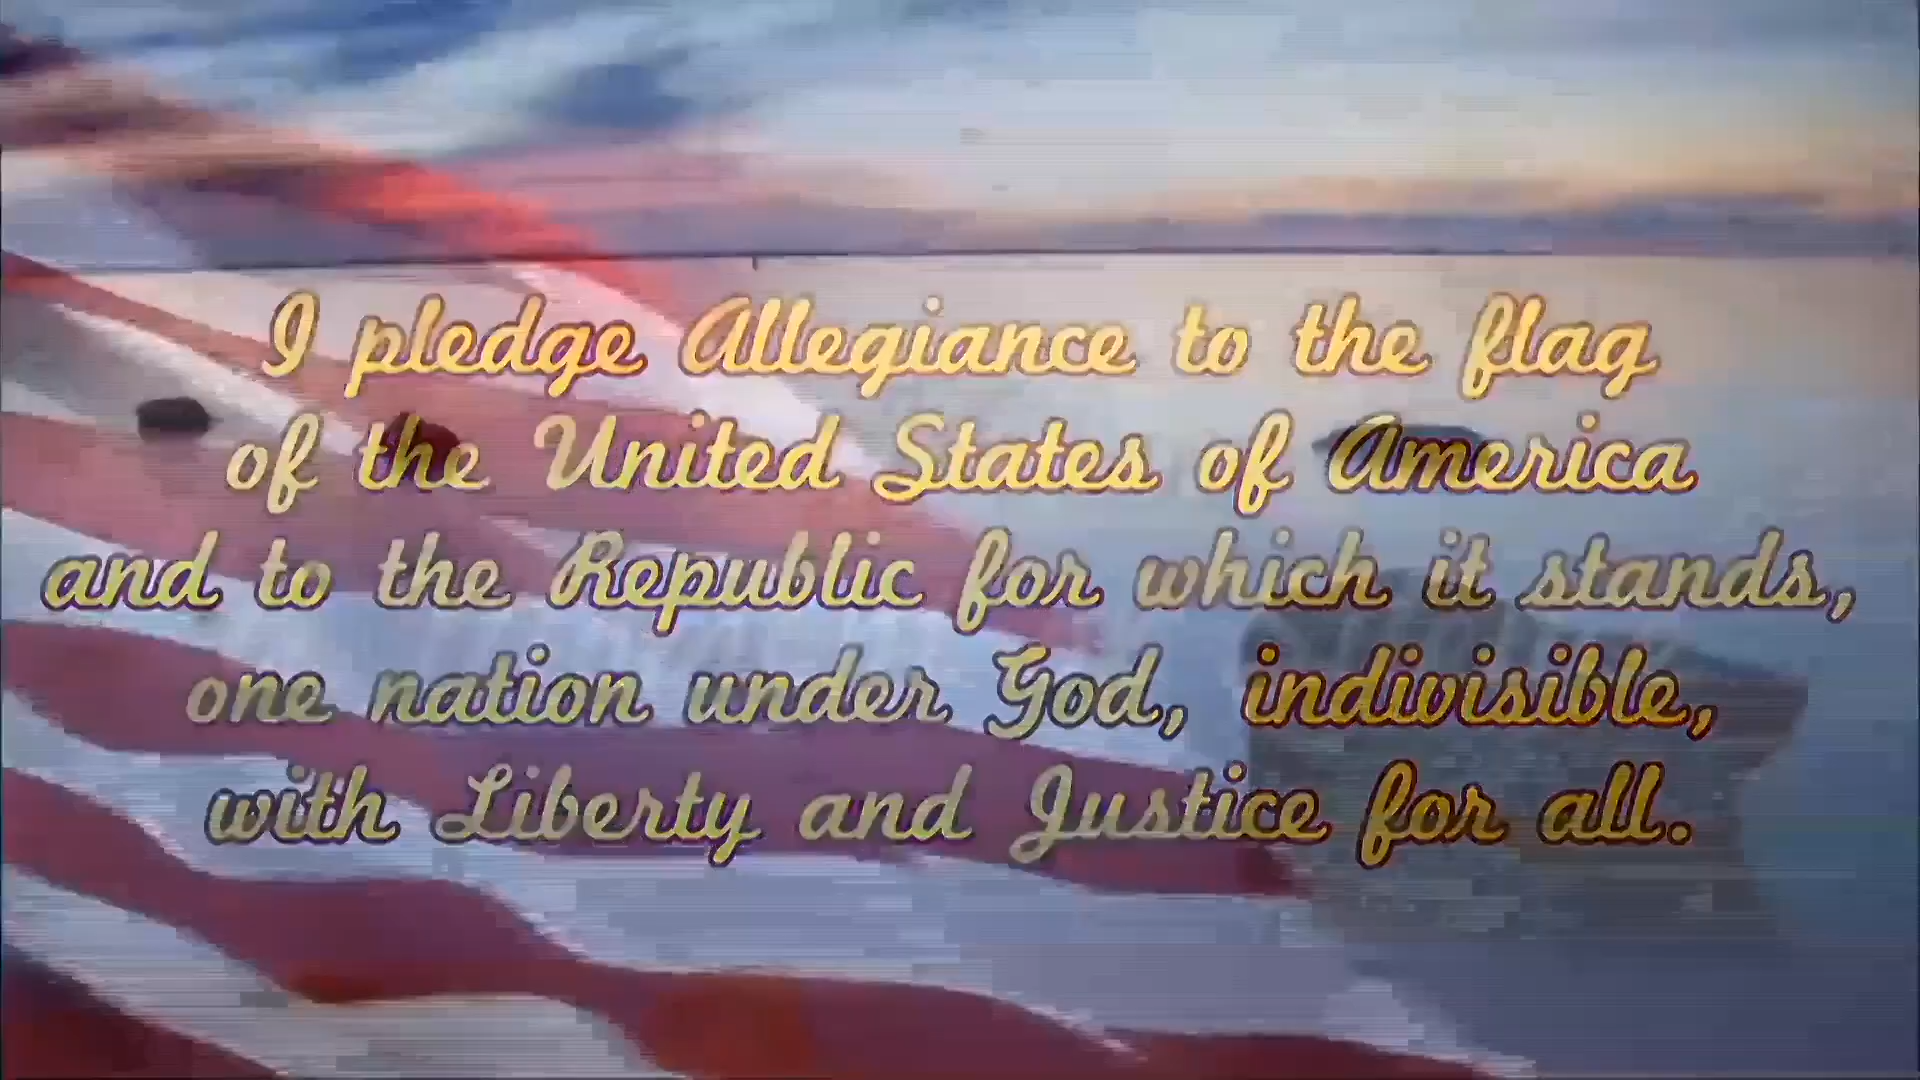 I pledge Allegiance to the flag
of the United States of America
and to the Republic for which it stands,
one nation under God, indivisible,
with Liberty and Justice for all.